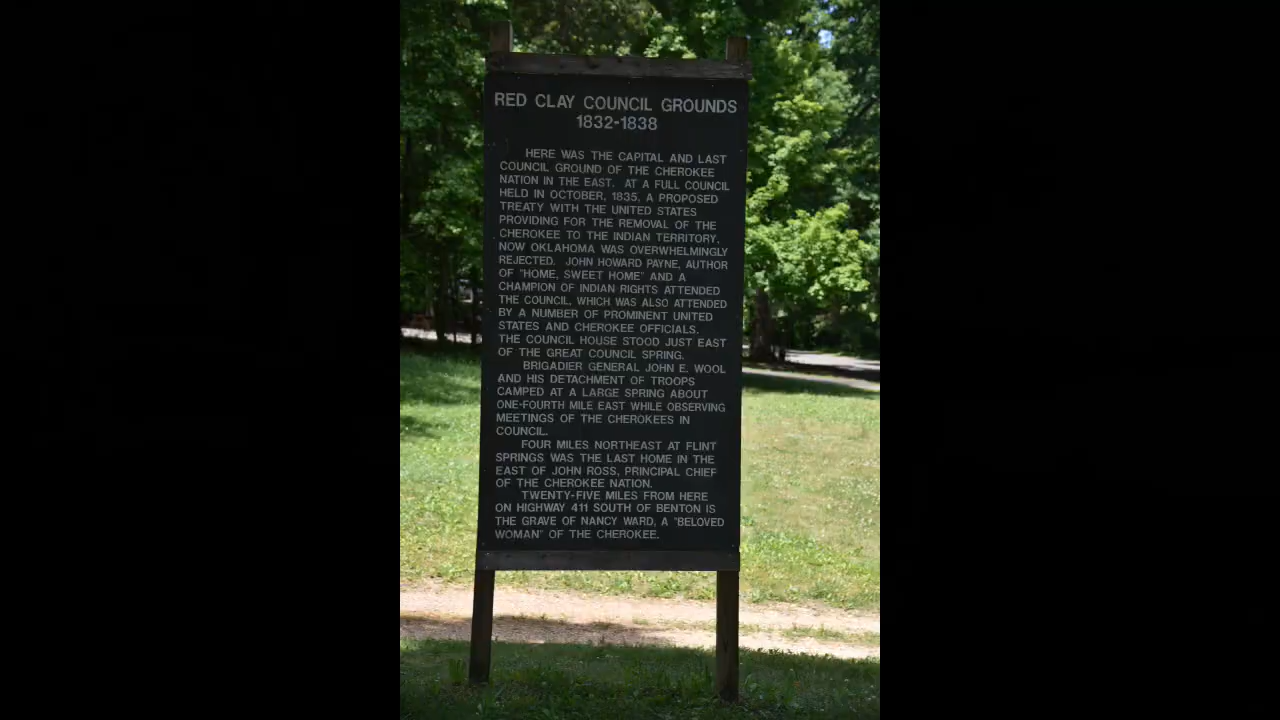 RED CLAY COUNCIL GROUNDS
1832-1838
HERE WAS THE CAPITAL AND LAST
COUNCIL GROUND OF THE CHEROKEE
NATION IN THE EAST. AT A FULL COUNCIL
HELD IN OCTOBER, 1835, A PROPOSED
TREATY WITH THE UNITED STATES
PROVIDING FOR THE REMOVAL OF THE
CHEROKEE TO THE INDIAN TERRITORY,
NOW OKLAHOMA WAS OVERWHELMINGLY
REJECTED. JOHN HOWARD PAYNE, AUTHOR
OF "HOME, SWEET HOME" AND A
CHAMPION OF INDIAN RIGHTS ATTENDED
THE COUNCIL, WHICH WAS ALSO ATTENDED
BY A NUMBER OF PROMINENT UNITED
STATES AND CHEROKEE OFFICIALS.
THE COUNCIL HOUSE STOOD JUST EAST
OF THE GREAT COUNCIL SPRING.
BRIGADIER GENERAL JOHN E. WOOL
AND HIS DETACHMENT OF TROOPS
CAMPED AT A LARGE SPRING ABOUT
ONE-FOURTH MILE EAST WHILE OBSERVING
MEETINGS OF THE CHEROKEES IN
COUNCIL.
FOUR MILES NORTHEAST AT FLINT
SPRINGS WAS THE LAST HOME IN THE
EAST OF JOHN ROSS, PRINCIPAL CHIEF
OF THE CHEROKEE NATION.
TWENTY-FIVE MILES FROM HERE
ON HIGHWAY 411 SOUTH OF BENTON IS
THE GRAVE OF NANCY WARD, A "BELOVED
WOMAN" OF THE CHEROKEE.